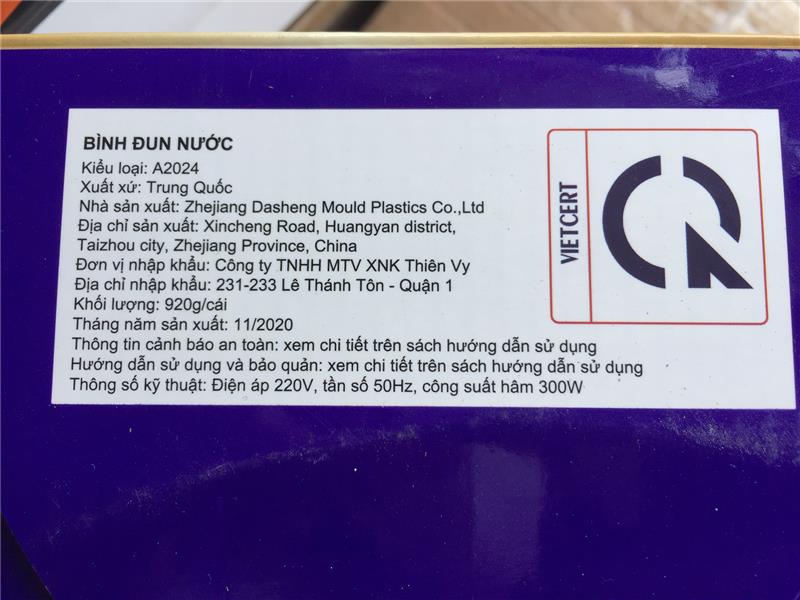 BÌNH ĐUN NƯỚC
Kiểu loại: A2024
Xuất xứ: Trung Quốc
Nhà sản xuất: Zhejiang Dasheng Mould Plastics Co.,Ltd
Địa chỉ sản xuất: Xincheng Road, Huangyan district,
Taizhou city, Zhejiang Province, China
Đơn vị nhập khẩu: Công ty TNHH MTV XNK Thiên Vy
Địa chỉ nhập khẩu: 231-233 Lê Thánh Tôn - Quận 1
Khối lượng: 920g/cái
Tháng năm sản xuất: 11/2020
Thông tin cảnh báo an toàn: xem chi tiết trên sách hướng dẫn sử dụng
Hướng dẫn sử dụng và bảo quản: xem chi tiết trên sách hướng dẫn sử dụng
Thông số kỹ thuật: Điện áp 220V, tần số 50Hz, công suất hâm 300W
VIETCERT